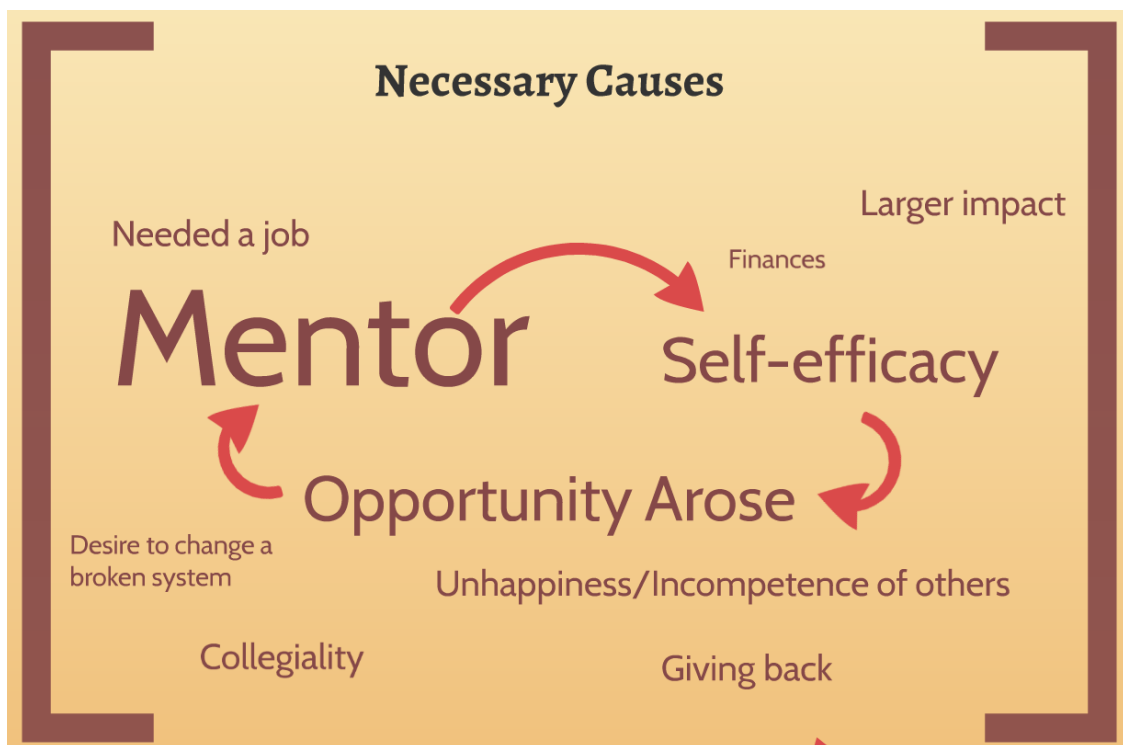 Necessary Causes
Larger impact
Needed a job
Finances
Mentor
Self-efficacy
Opportunity Arose
Desire to change a
broken system
Unhappiness/Incompetence of others
Collegiality
Giving back